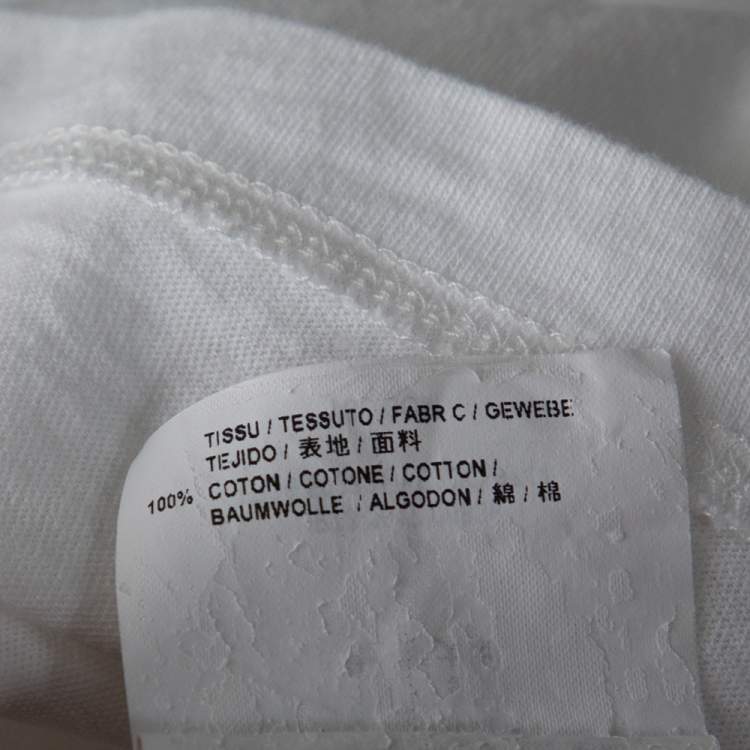 TISSU / TESSUTO / FABR C / GEWEBE
TEJIDO / 表地 / 面料
100% COTON / COTONE / COTTON /
BAUMWOLLE / ALGODON / 綿 / 棉